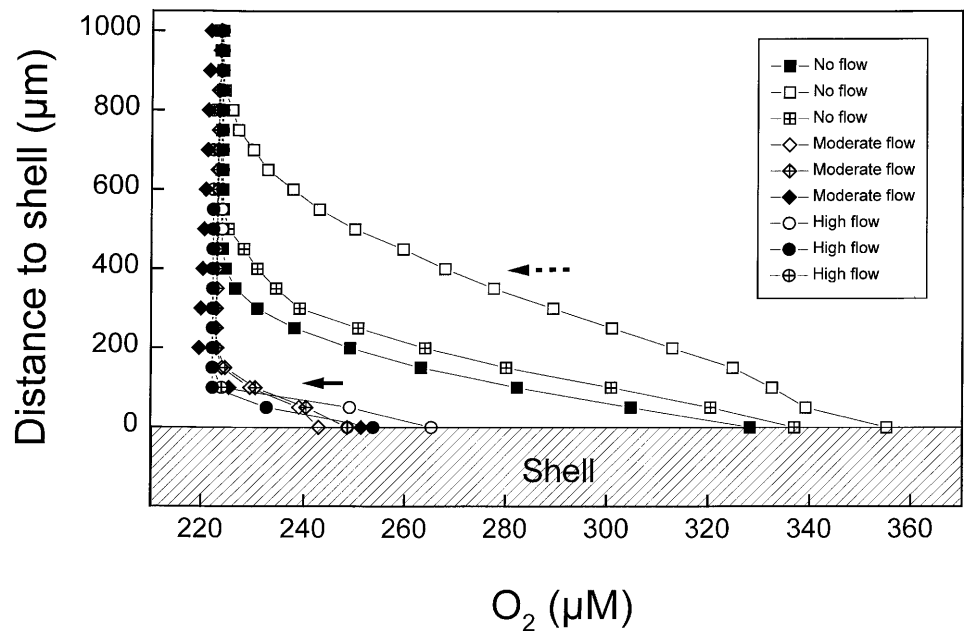 Distance to shell (µm)
1000
800
600
400
200
0
No flow
No flow
No flow
Moderate flow
Moderate flow
Moderate flow
High flow
High flow
High flow
Shell
220 240 260 280 300 320 340 360
O₂ (µM)